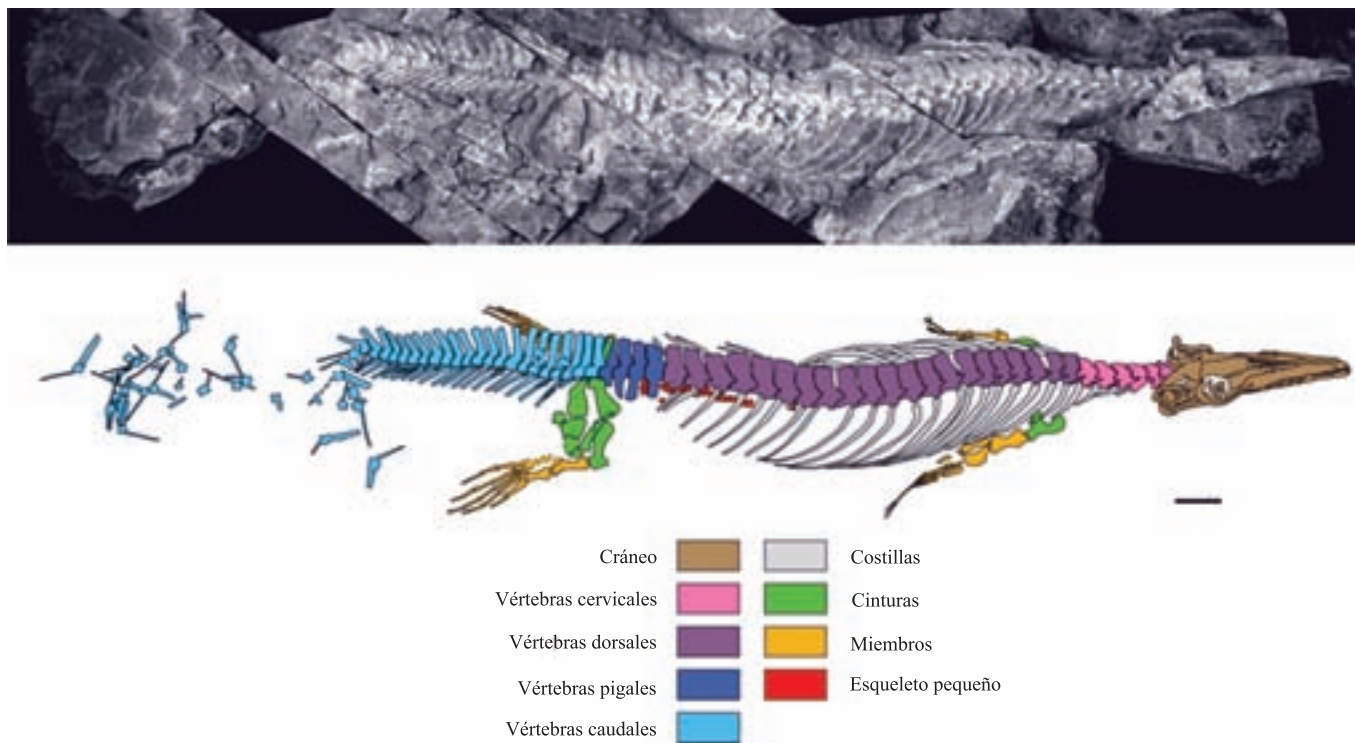 Cráneo
Costillas
Vértebras cervicales
Cinturas
Vértebras dorsales
Miembros
Vértebras pigales
Esqueleto pequeño
Vértebras caudales